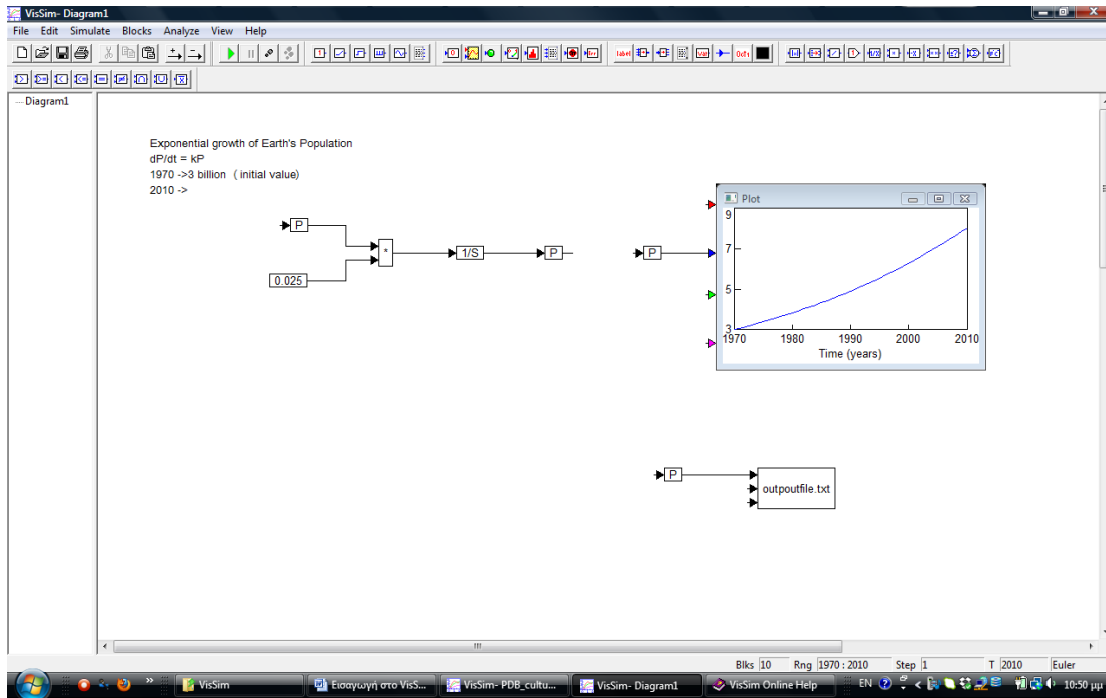 VisSim- Diagram1
File Edit Simulate Blocks Analyze View Help
Diagram1
Exponential growth of Earth's Population
dP/dt = kP
1970 ->3 billion ( initial value)
2010 ->
P
*
1/S
P
0.025
P
Plot
9
7
5
3
1970 1980 1990 2000 2010
Time (years)
P
outpoutfile.txt
Blks 10 Rng 1970 : 2010 Step 1 T 2010 Euler
VisSim Εισαγωγή στο VisS... VisSim- PDB_cultu... VisSim- Diagram1 VisSim Online Help EN 10:50 μμ